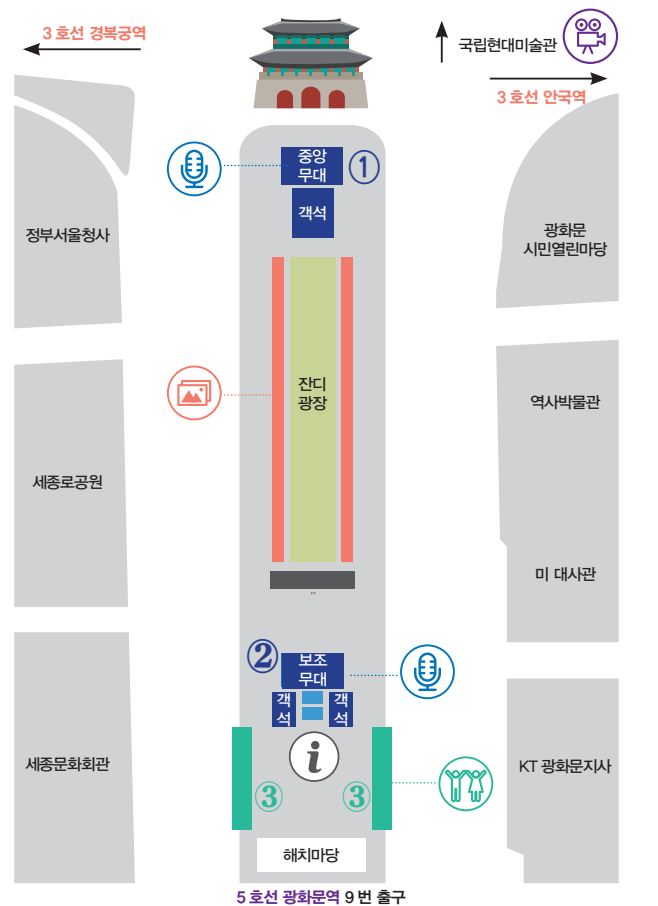 3 호선 경복궁역
국립현대미술관
3 호선 안국역
중앙
무대
①
객석
정부서울청사
광화문
시민열린마당
잔디
광장
역사박물관
세종로공원
미 대사관
②
보조
무대
객
석
객
석
i
세종문화회관
KT 광화문지사
③
③
해치마당
5 호선 광화문역 9 번 출구